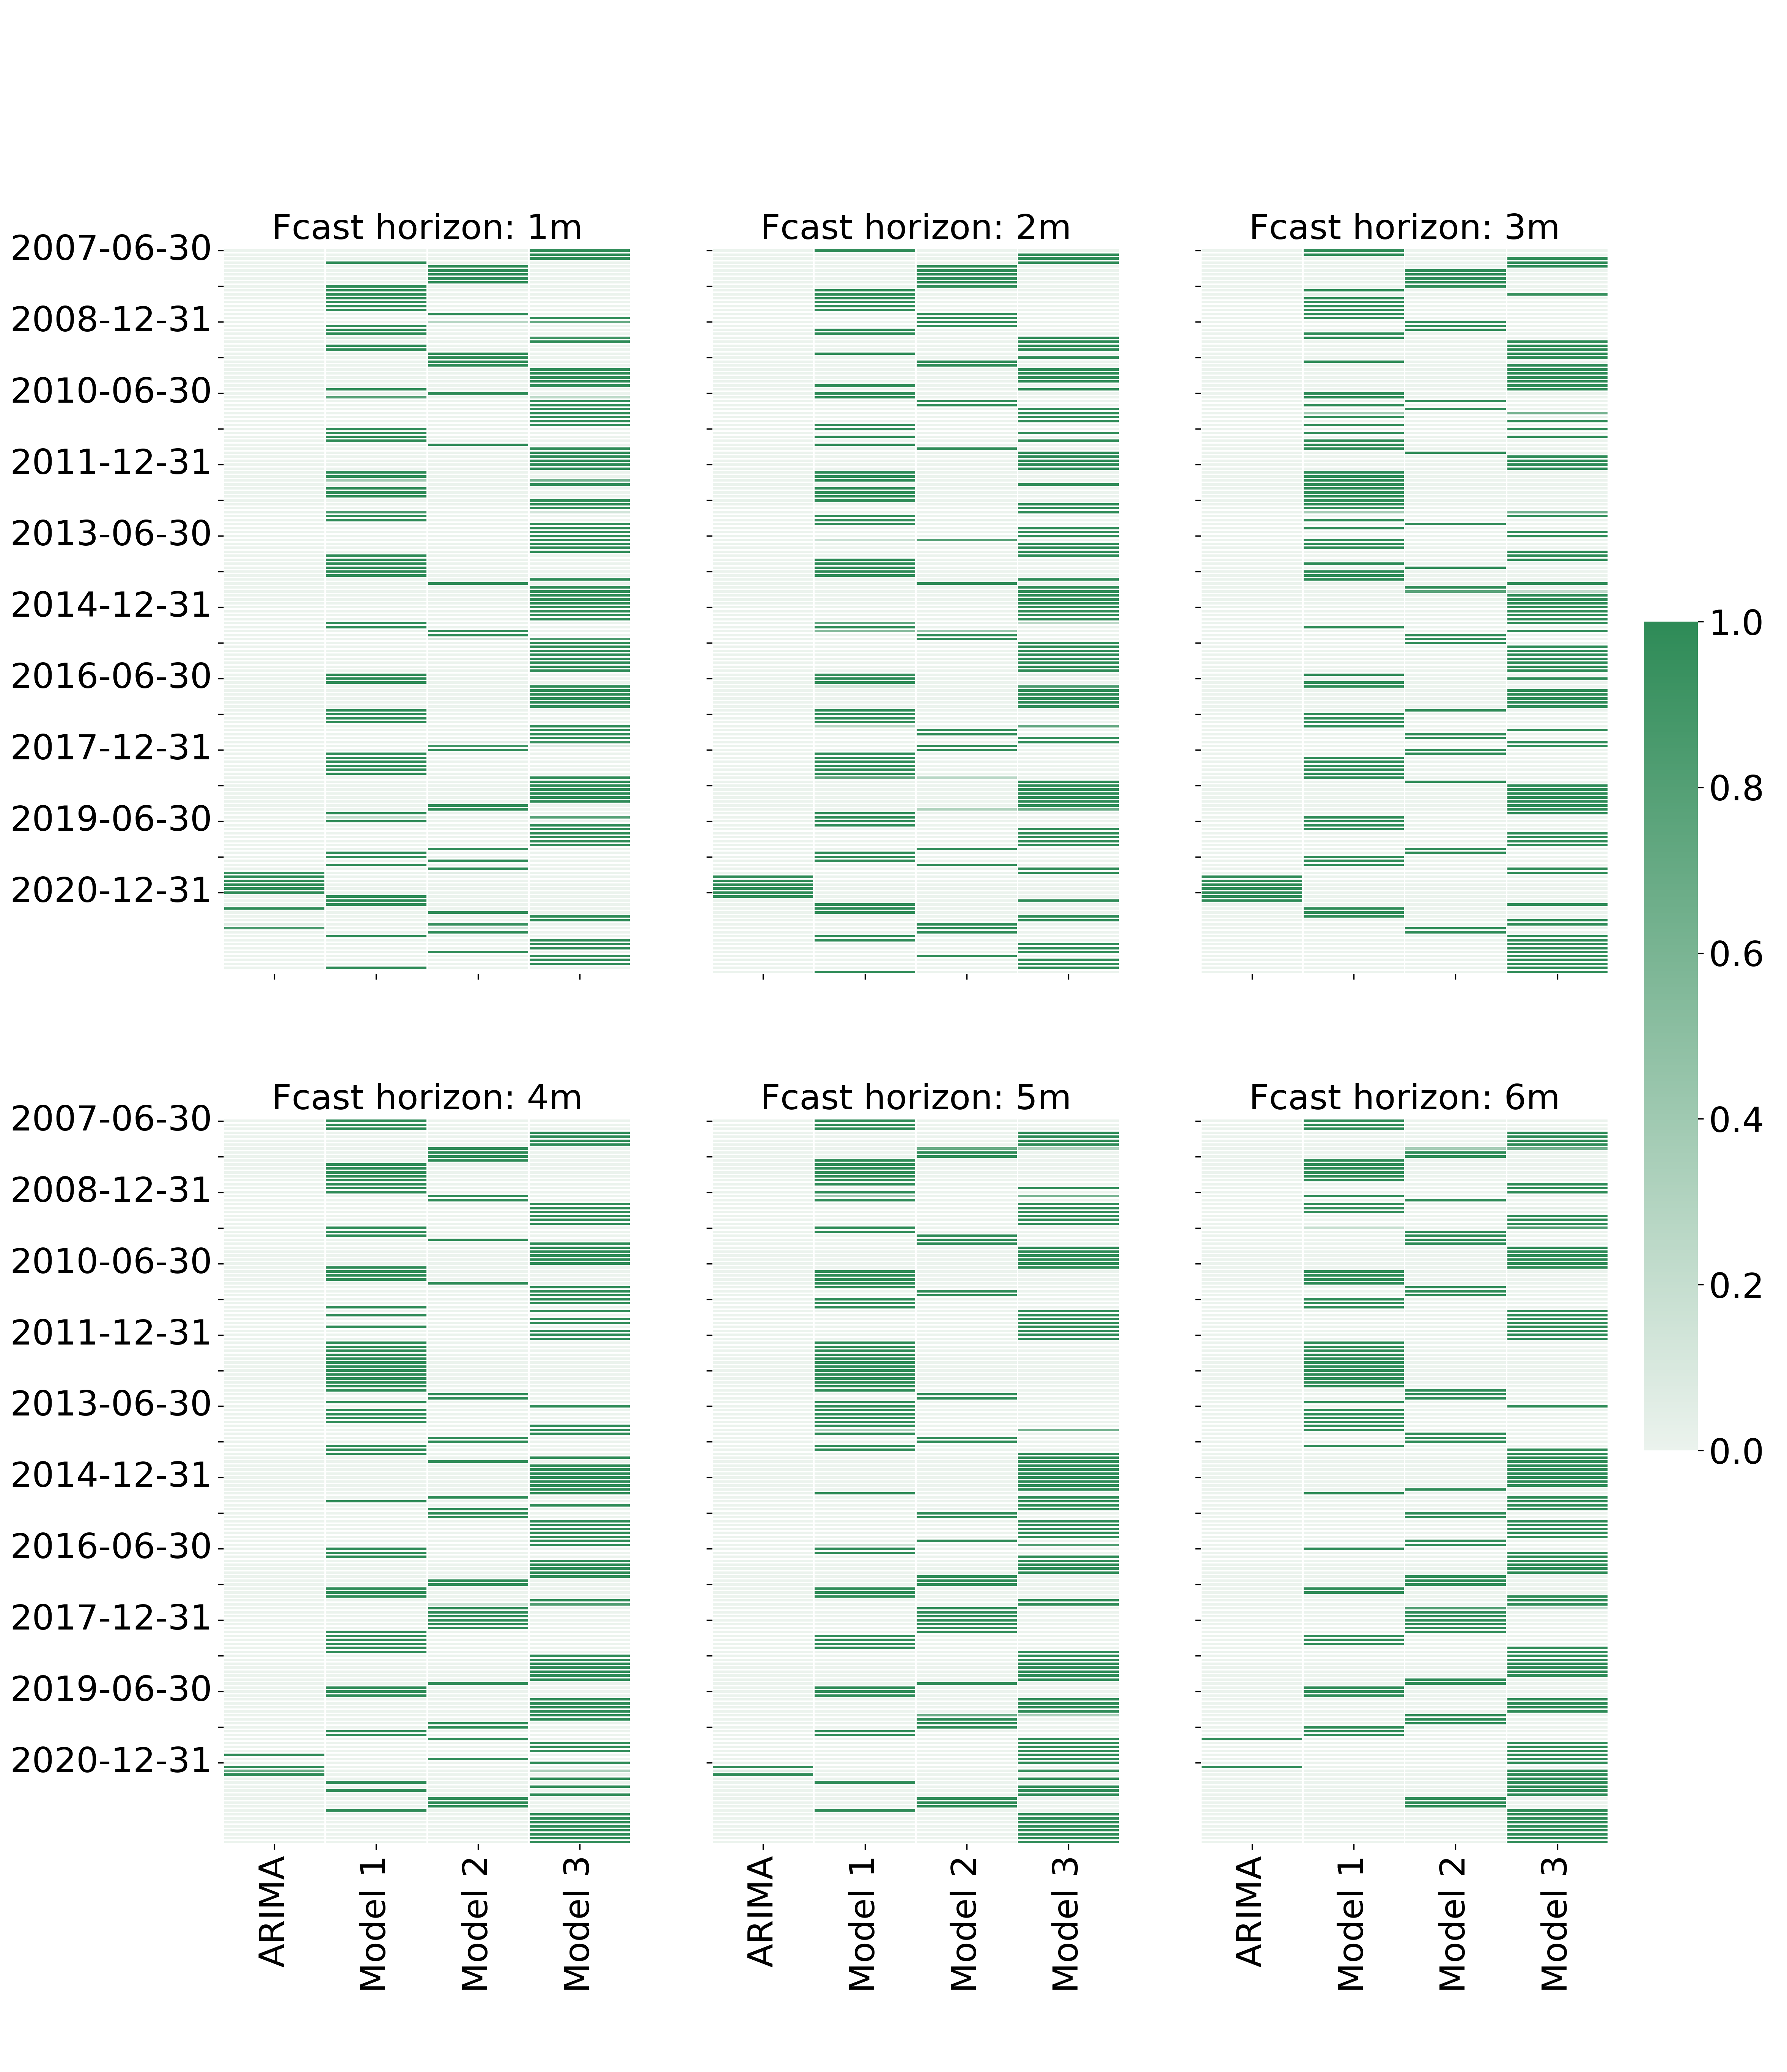 Fcast horizon: 1m
Fcast horizon: 2m
Fcast horizon: 3m
2007-06-30
2008-12-31
2010-06-30
2011-12-31
2013-06-30
2014-12-31
2016-06-30
2017-12-31
2019-06-30
2020-12-31
1.0
0.8
0.6
0.4
0.2
0.0
Fcast horizon: 4m
Fcast horizon: 5m
Fcast horizon: 6m
2007-06-30
2008-12-31
2010-06-30
2011-12-31
2013-06-30
2014-12-31
2016-06-30
2017-12-31
2019-06-30
2020-12-31
ARIMA
Model 1
Model 2
Model 3
ARIMA
Model 1
Model 2
Model 3
ARIMA
Model 1
Model 2
Model 3